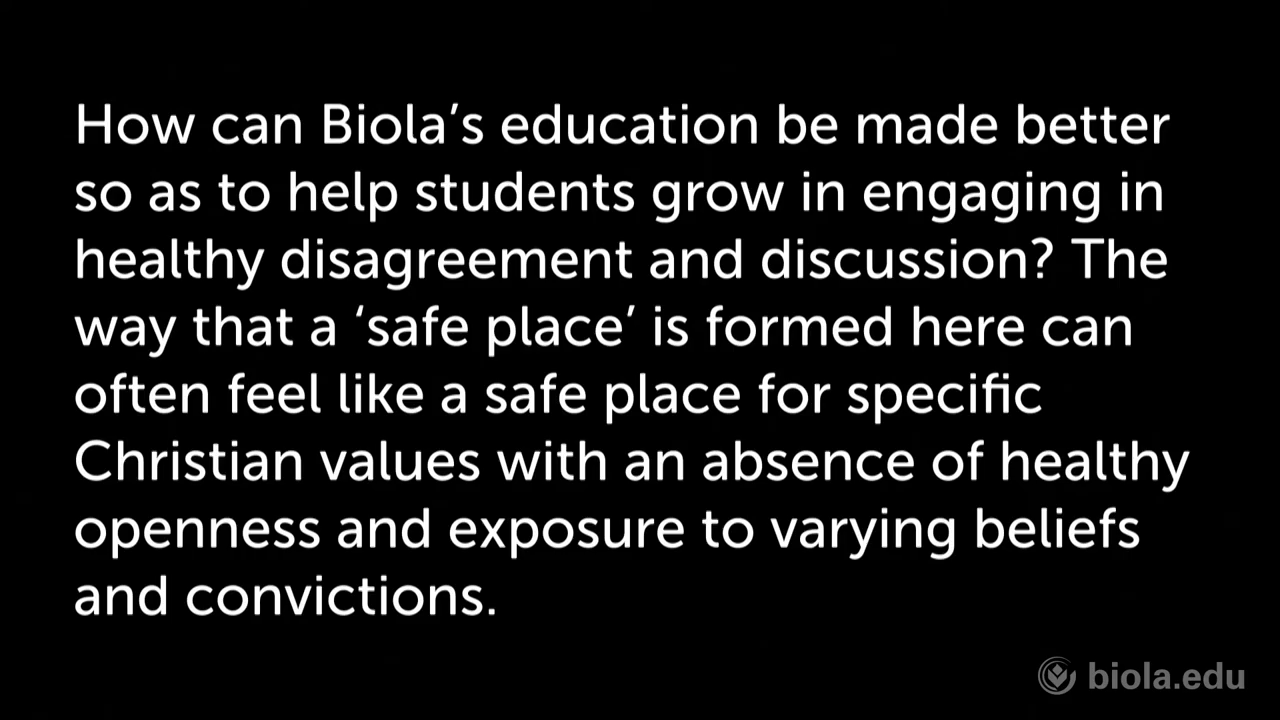 How can Biola’s education be made better
so as to help students grow in engaging in
healthy disagreement and discussion? The
way that a ‘safe place’ is formed here can
often feel like a safe place for specific
Christian values with an absence of healthy
openness and exposure to varying beliefs
and convictions.
biola.edu